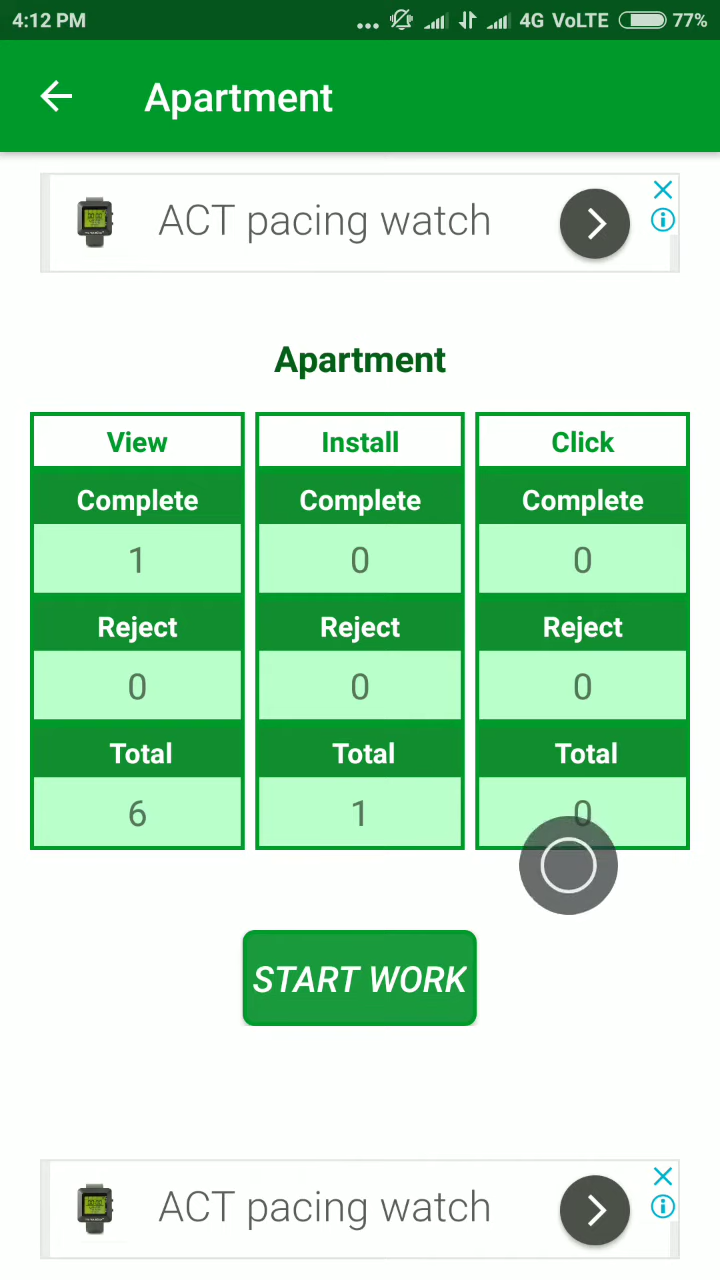 4:12 PM ... 4G VoLTE 77%
Apartment
ACT pacing watch
Apartment
View Install Click
Complete Complete Complete
1 0 0
Reject Reject Reject
0 0 0
Total Total Total
6 1 0
START WORK
ACT pacing watch